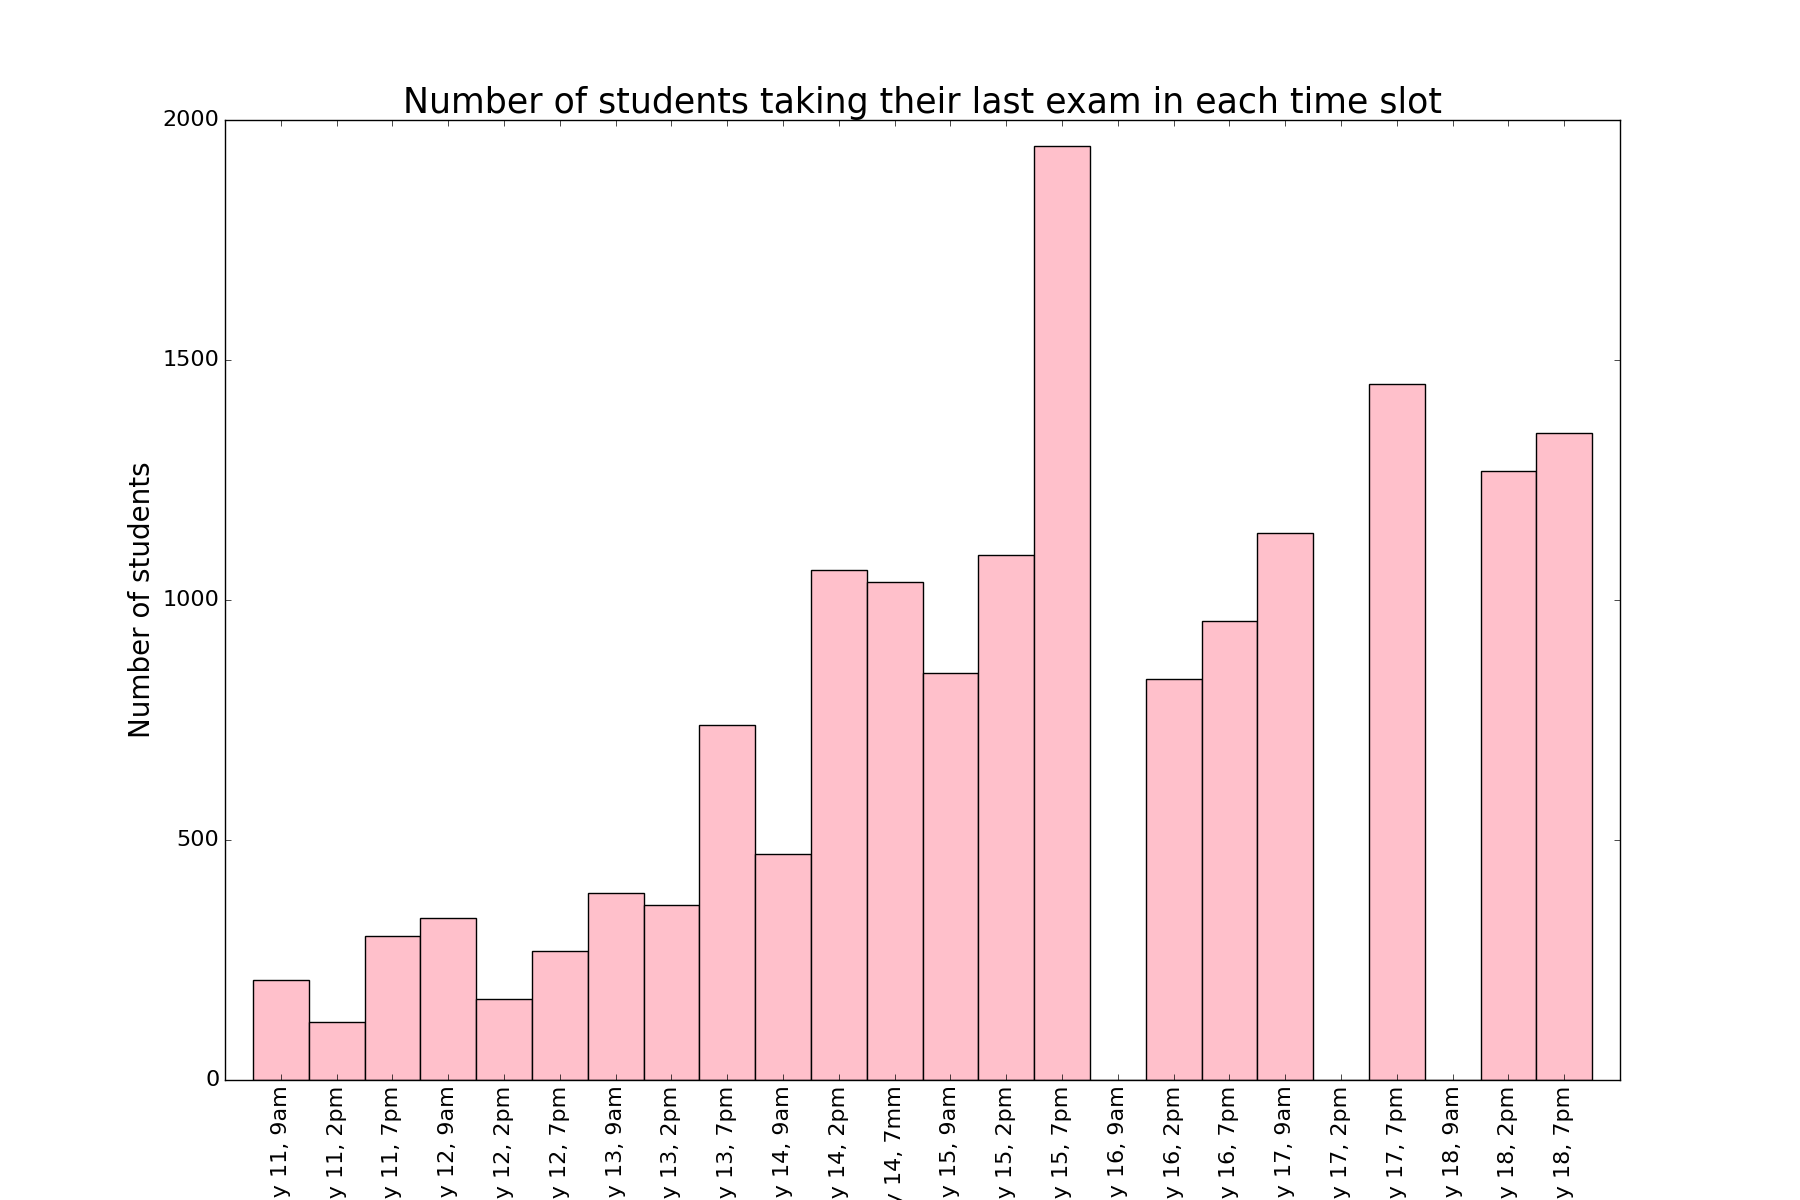 Number of students taking their last exam in each time slot
Number of students
2000
1500
1000
500
0
y 11, 9am
y 11, 2pm
y 11, 7pm
y 12, 9am
y 12, 2pm
y 12, 7pm
y 13, 9am
y 13, 2pm
y 13, 7pm
y 14, 9am
y 14, 2pm
y 14, 7mm
y 15, 9am
y 15, 2pm
y 15, 7pm
y 16, 9am
y 16, 2pm
y 16, 7pm
y 17, 9am
y 17, 2pm
y 17, 7pm
y 18, 9am
y 18, 2pm
y 18, 7pm